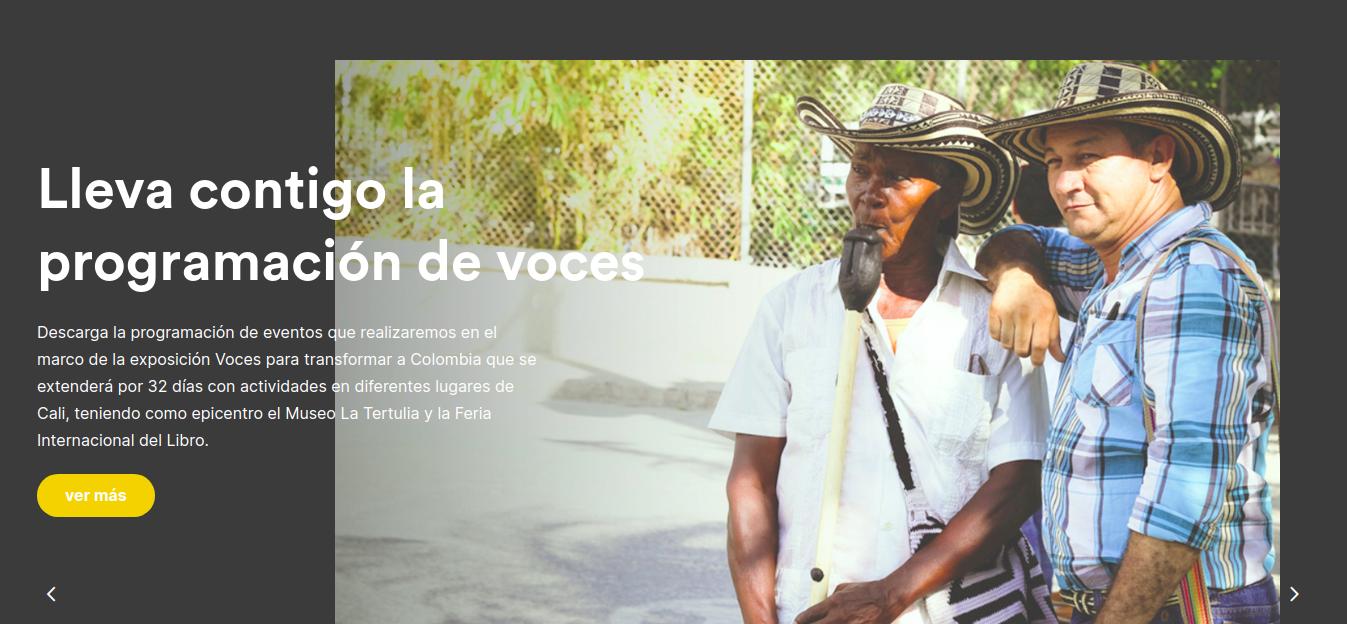 Lleva contigo la
programación de voces
Descarga la programación de eventos que realizaremos en el
marco de la exposición Voces para transformar a Colombia que se
extenderá por 32 días con actividades en diferentes lugares de
Cali, teniendo como epicentro el Museo La Tertulia y la Feria
Internacional del Libro.
ver más